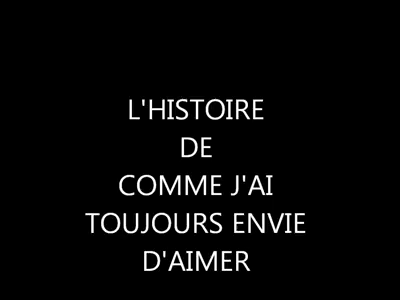 L'HISTOIRE
DE
COMME J'AI
TOUJOURS ENVIE
D'AIMER